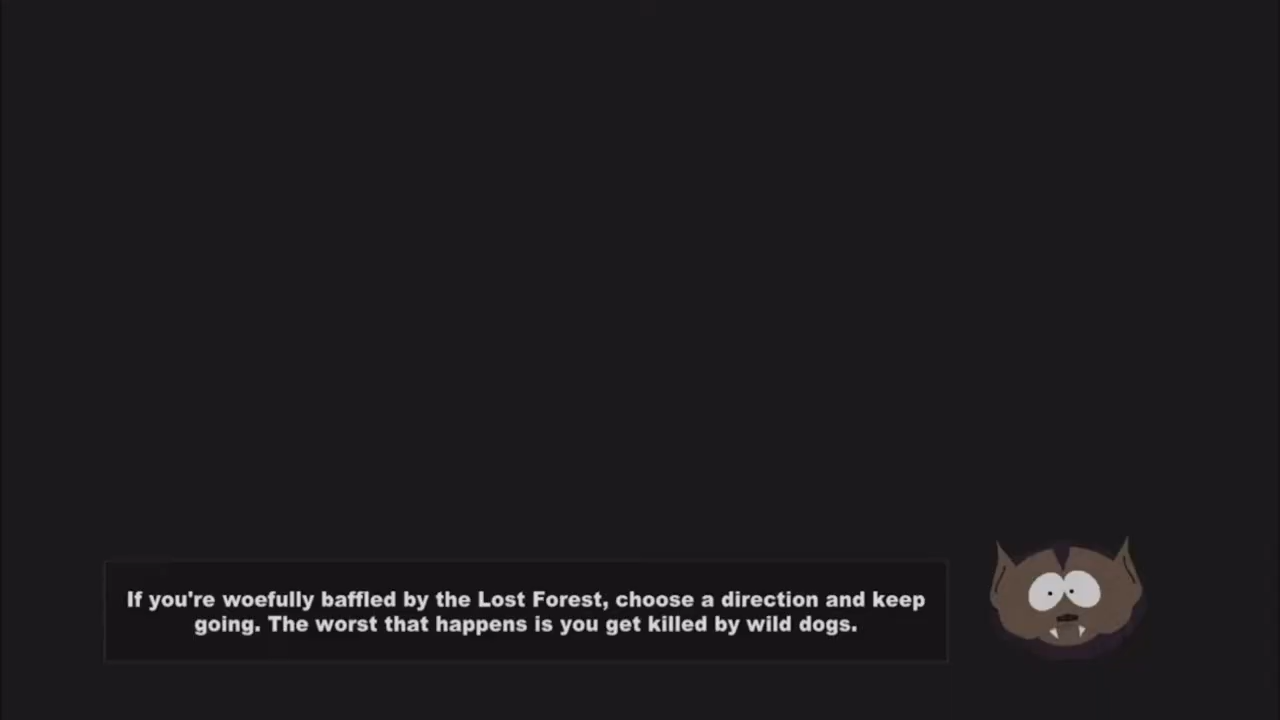 If you're woefully baffled by the Lost Forest, choose a direction and keep
going. The worst that happens is you get killed by wild dogs.